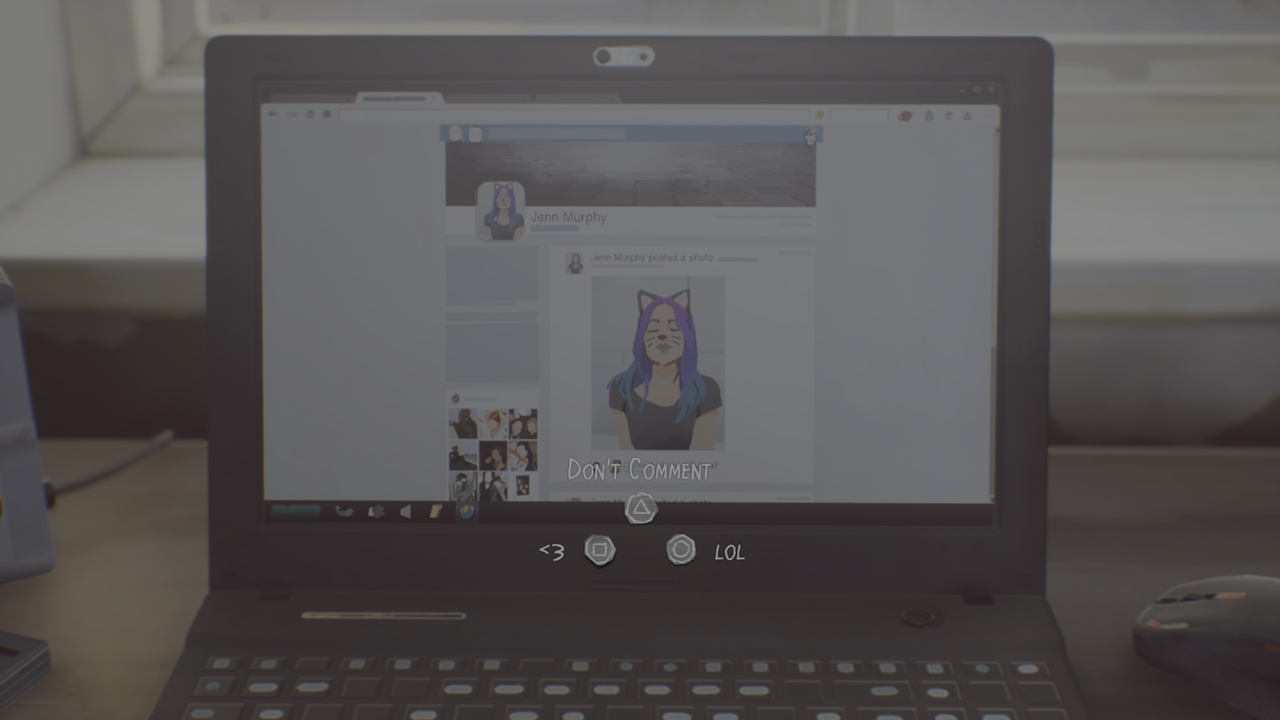 Jenn Murphy
Jenn Murphy posted a photo
DON'T COMMENT
<3
LOL